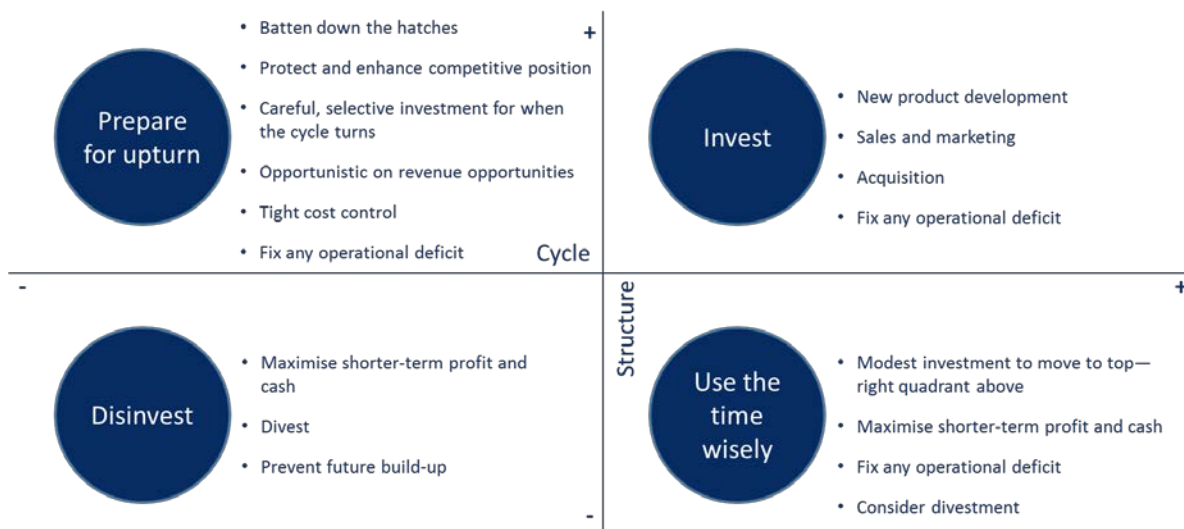 Prepare
for upturn
• Batten down the hatches
• Protect and enhance competitive position
• Careful, selective investment for when
the cycle turns
• Opportunistic on revenue opportunities
• Tight cost control
• Fix any operational deficit
+
Cycle
Invest
• New product development
• Sales and marketing
• Acquisition
• Fix any operational deficit
-
+
Disinvest
• Maximise shorter-term profit and
cash
• Divest
• Prevent future build-up
-
Structure
Use the
time
wisely
• Modest investment to move to top—
right quadrant above
• Maximise shorter-term profit and cash
• Fix any operational deficit
• Consider divestment